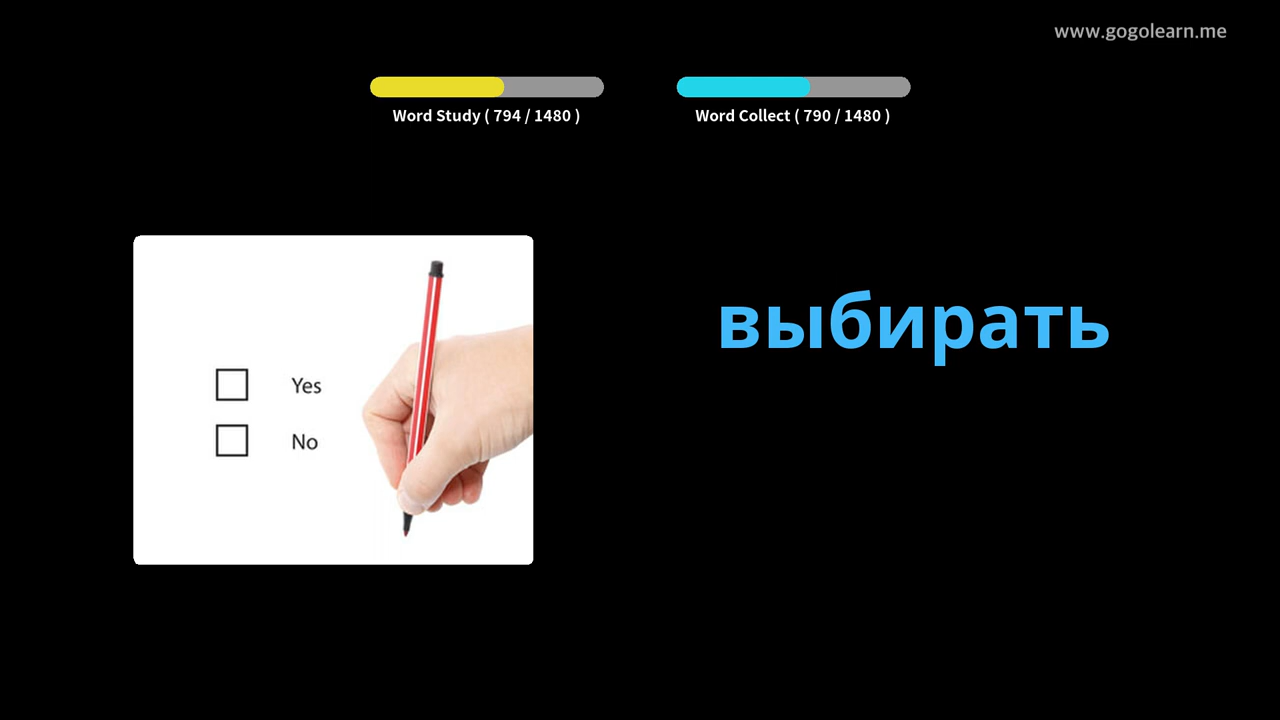 www.gogolearn.me
Word Study ( 794 / 1480 )
Word Collect ( 790 / 1480 )
выбирать
Yes
No